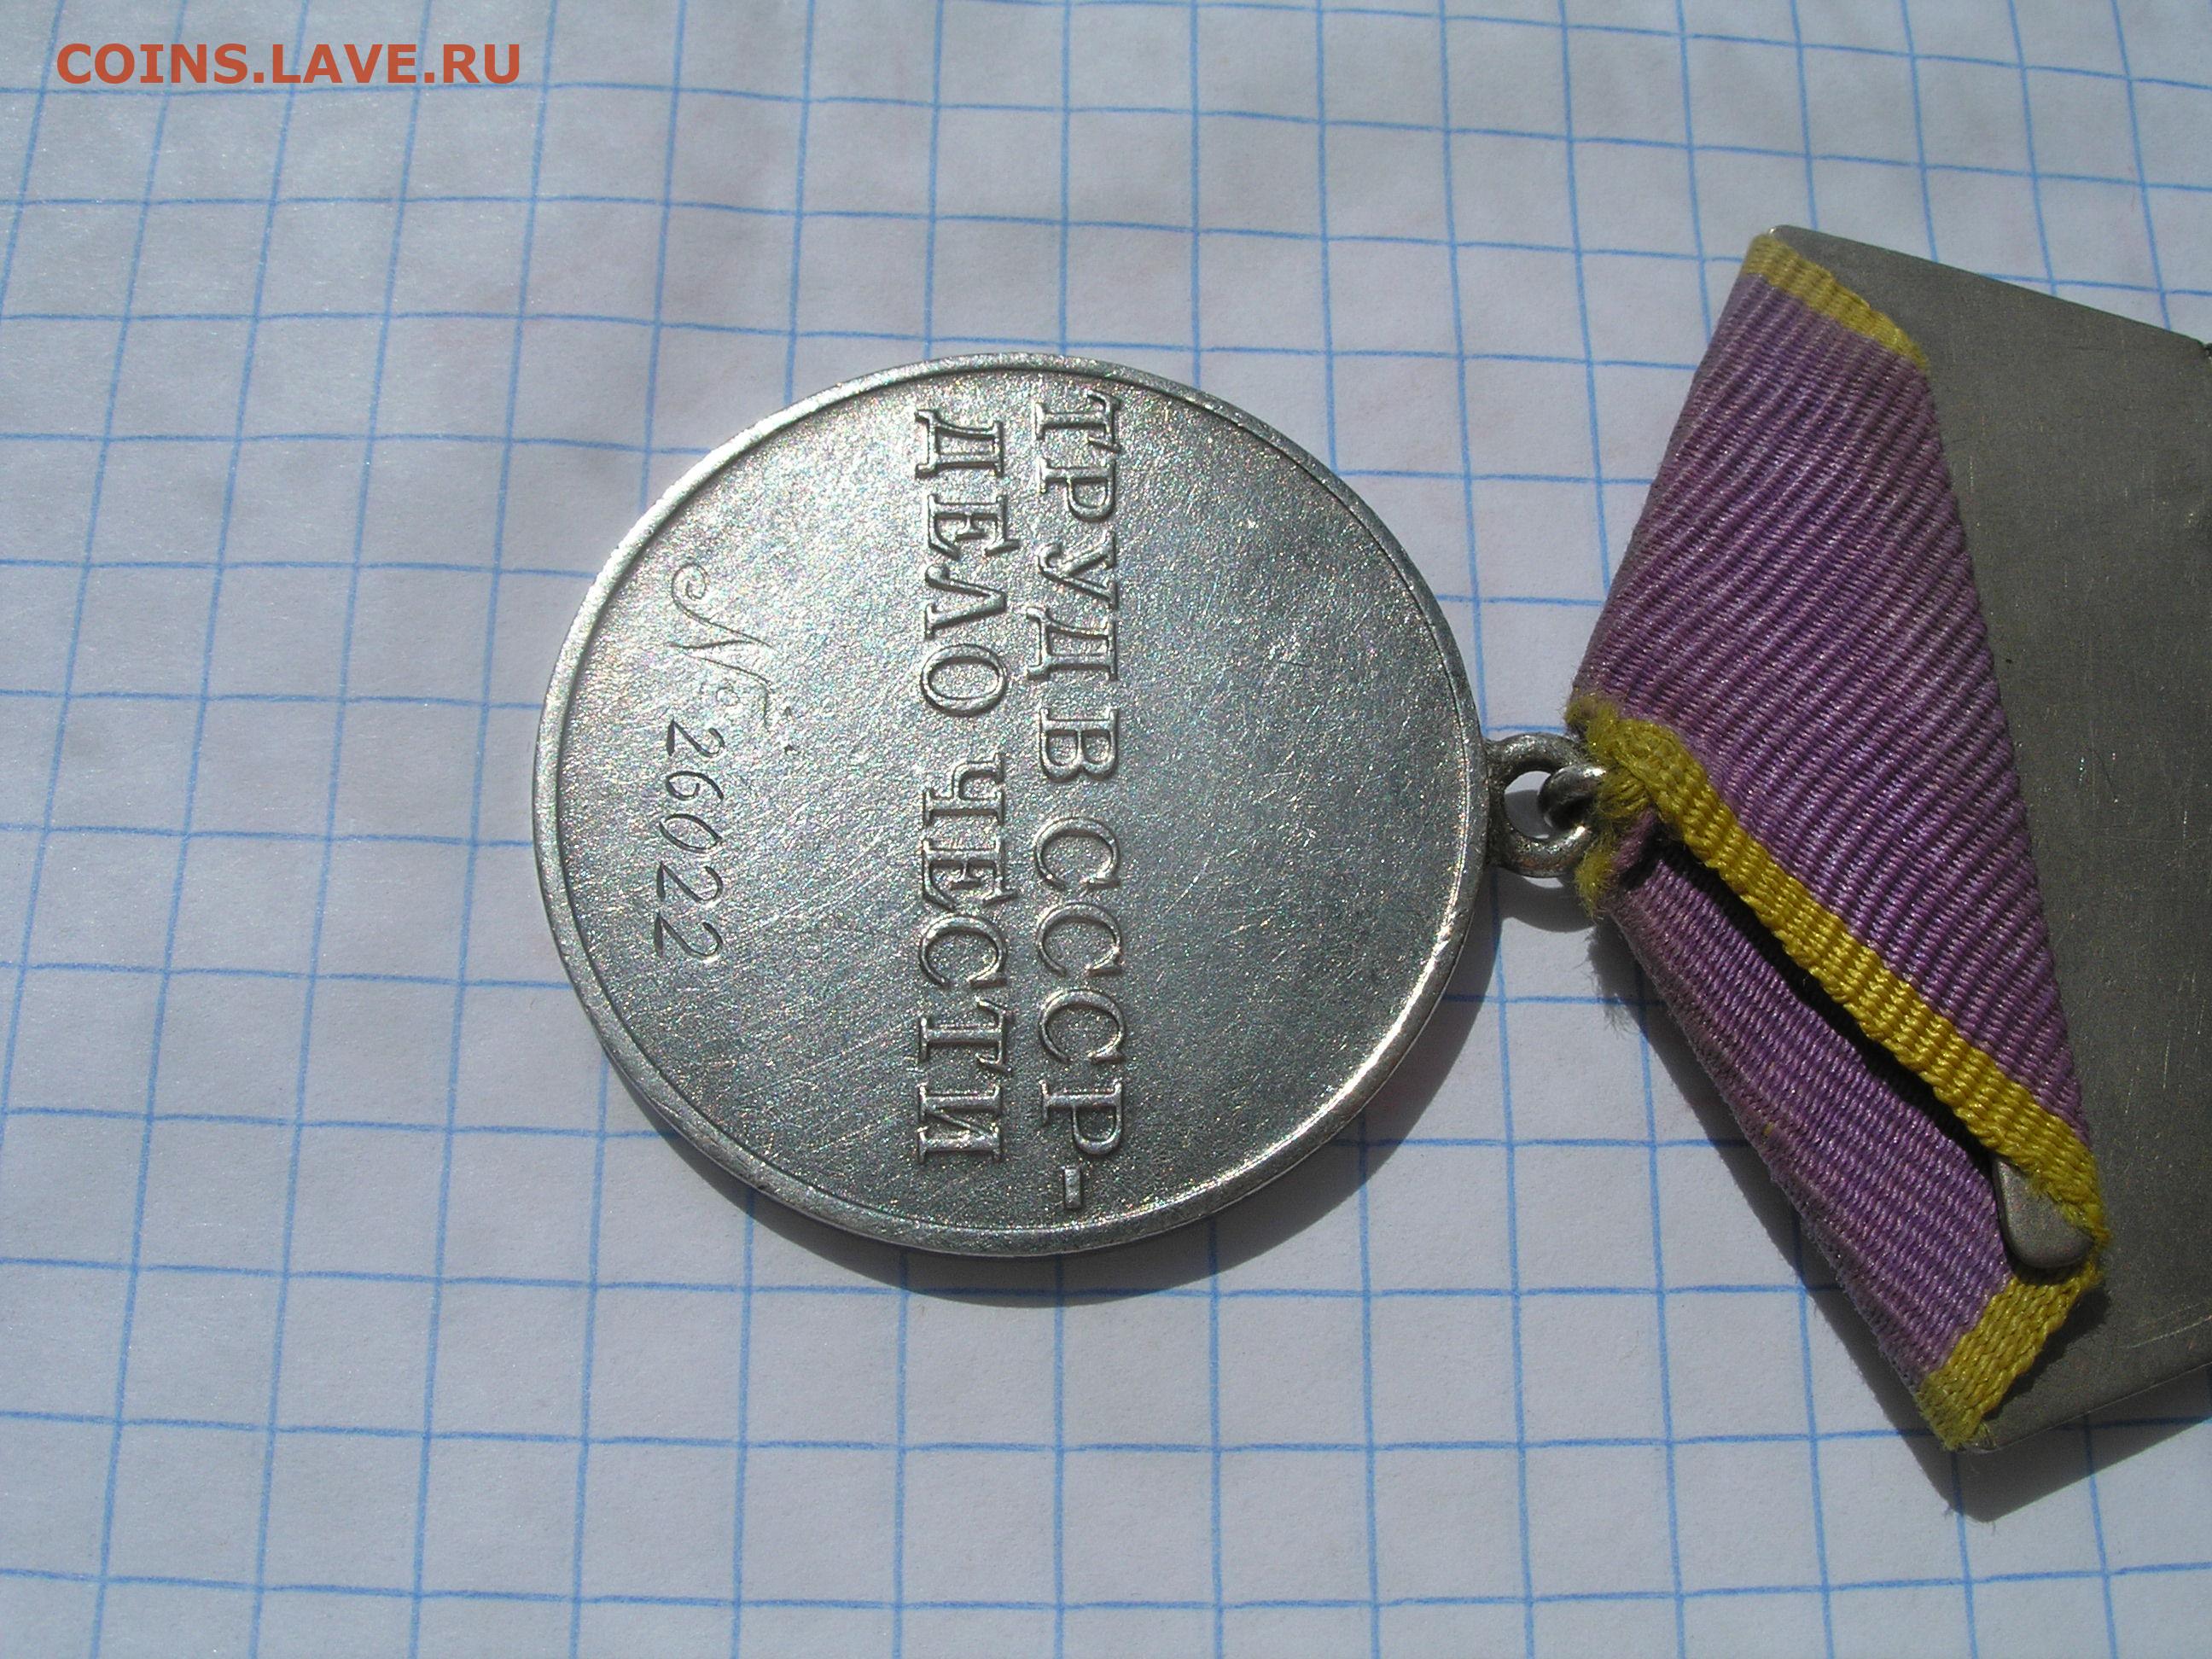 COINS.LAVE.RU
ТРУД В СССР-
ДЕЛО ЧЕСТИ
№ 26022